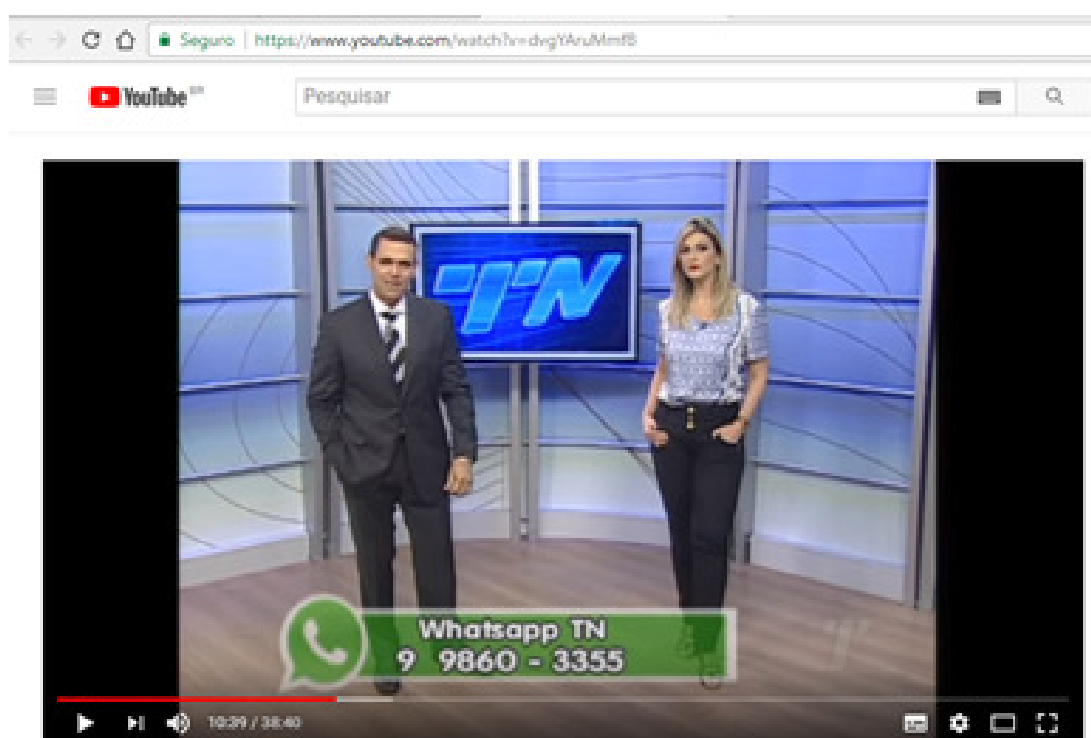 Seguro | https://www.youtube.com/watch?v=dvgYAruMmf8
YouTube BR
Pesquisar
TN
Whatsapp TN
9 9860 - 3355
10:39 / 38:40